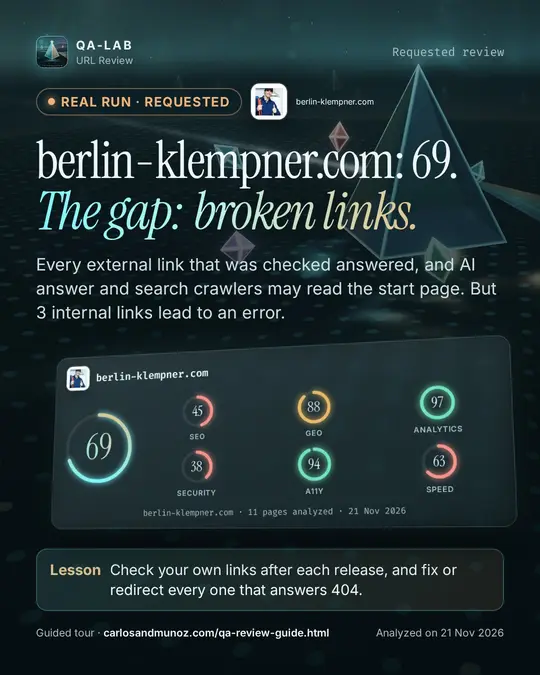 QA-LAB
URL Review
Requested review
REAL RUN · REQUESTED
berlin-klempner.com
berlin-klempner.com: 69.
The gap: broken links.
Every external link that was checked answered, and AI
answer and search crawlers may read the start page. But
3 internal links lead to an error.
berlin-klempner.com
69
45
SEO
88
GEO
97
ANALYTICS
38
SECURITY
94
A11Y
63
SPEED
berlin-klempner.com · 11 pages analyzed · 21 Nov 2026
Lesson Check your own links after each release, and fix or
redirect every one that answers 404.
Guided tour · carlosandmunoz.com/qa-review-guide.html
Analyzed on 21 Nov 2026